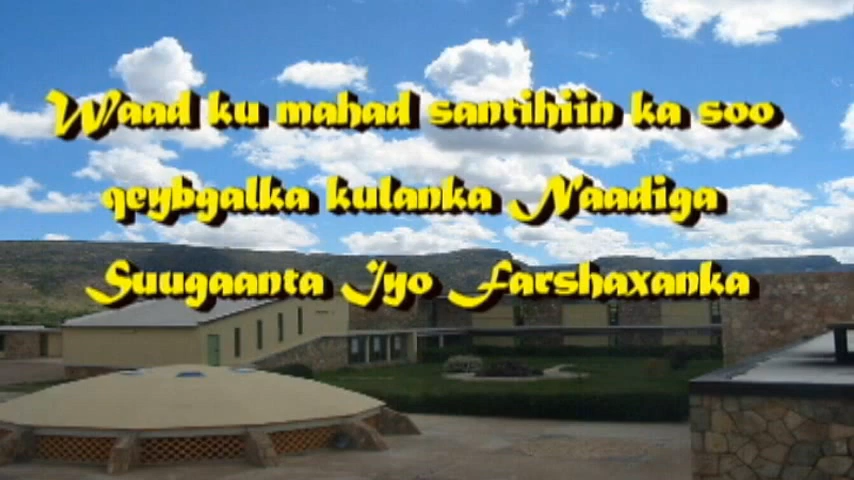 Waad ku mahad santihiin ka soo
qeybgalka kulanka Naadiga
Suugaanta Iyo Farshaxanka